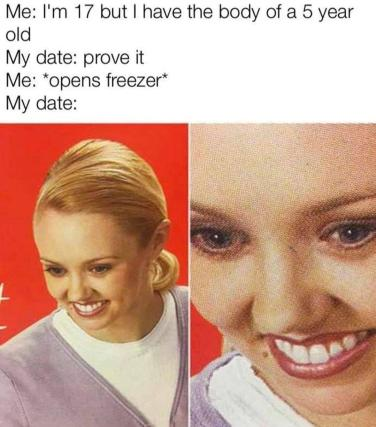 Me: I'm 17 but I have the body of a 5 year
old
My date: prove it
Me: *opens freezer*
My date: